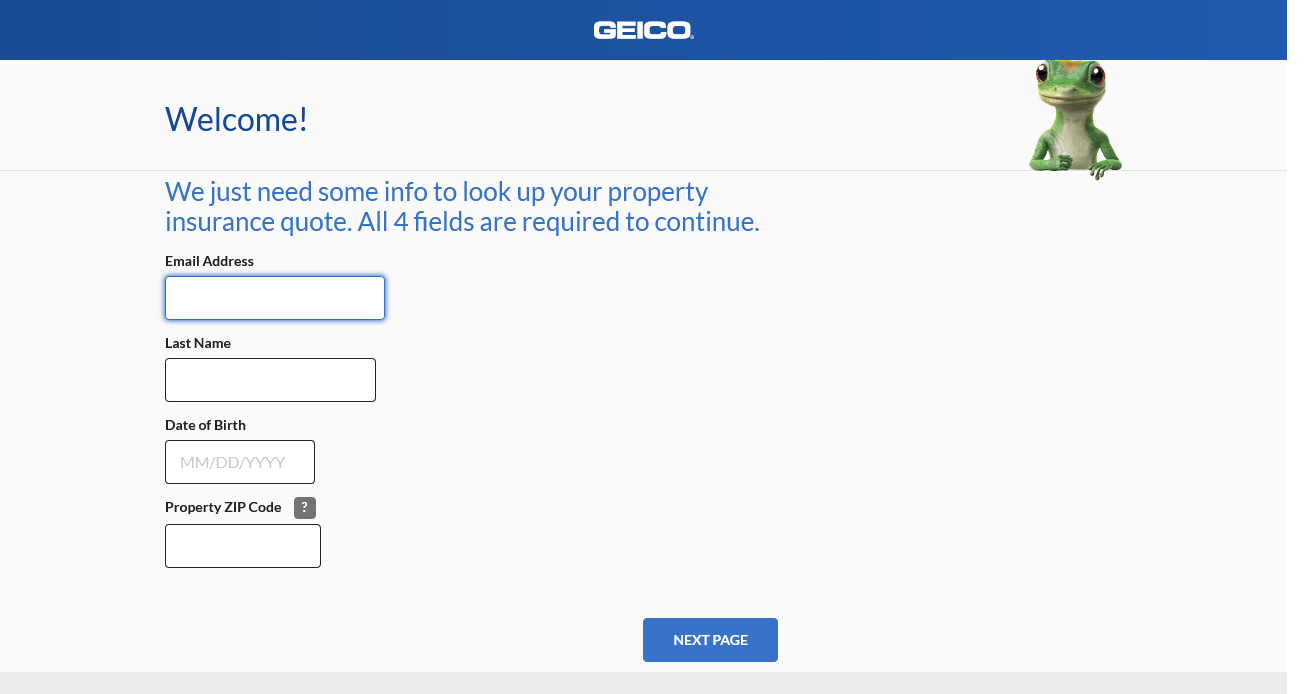 GEICO
Welcome!
We just need some info to look up your property
insurance quote. All 4 fields are required to continue.
Email Address
Last Name
Date of Birth
MM/DD/YYYY
Property ZIP Code ?
NEXT PAGE